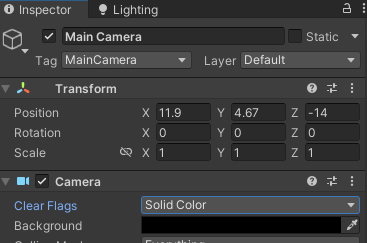 Inspector Lighting
Main Camera Static
Tag MainCamera Layer Default
Transform
Position X 11.9 Y 4.67 Z -14
Rotation X 0 Y 0 Z 0
Scale X 1 Y 1 Z 1
Camera
Clear Flags Solid Color
Background